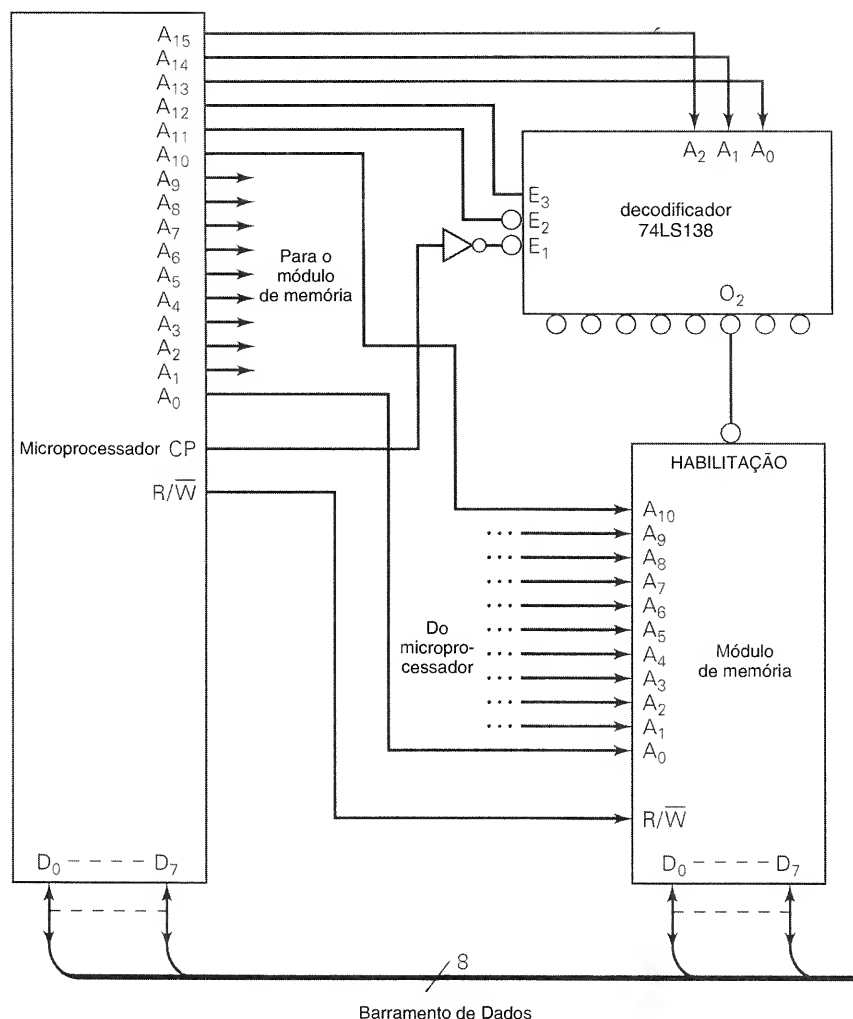 A15
A14
A13
A12
A11
A10
A9
A8
A7
A6
A5
A4
A3
A2
A1
A0
Para o
módulo
de memória
Microprocessador CP
R/W̅
D0 ----- D7
A2 A1 A0
E3
E2
E1
decodificador
74LS138
O2
HABILITAÇÃO
A10
A9
A8
A7
A6
A5
A4
A3
A2
A1
A0
Do
micropro-
cessador
Módulo
de memória
R/W̅
D0 ----- D7
8
Barramento de Dados